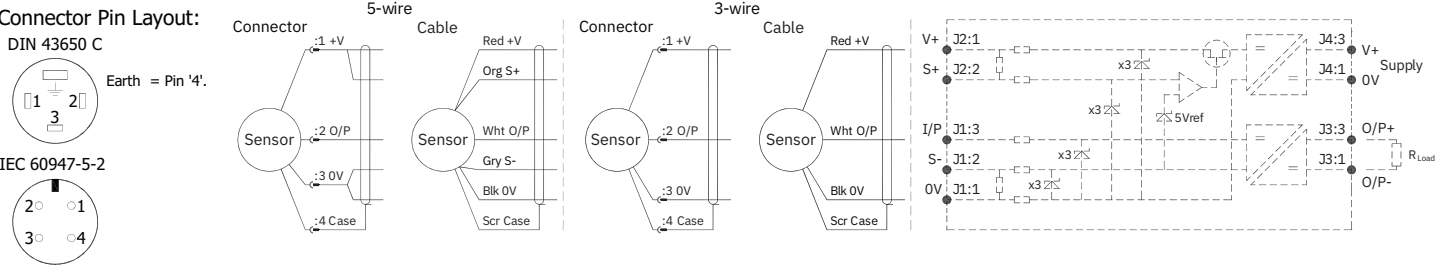 Connector Pin Layout:
DIN 43650 C
Earth = Pin '4'.
1 2
3
IEC 60947-5-2
2 1
3 4
5-wire
Connector
Cable
:1 +V
Sensor
:2 O/P
:3 0V
:4 Case
Red +V
Org S+
Sensor
Wht O/P
Gry S-
Blk 0V
Scr Case
3-wire
Connector
Cable
:1 +V
Sensor
:2 O/P
:3 0V
:4 Case
Red +V
Sensor
Wht O/P
Blk 0V
Scr Case
V+ J2:1
S+ J2:2
I/P J1:3
S- J1:2
0V J1:1
x3
x3
5Vref
x3
x3
=
=
=
=
J4:3 V+
Supply
J4:1 0V
J3:3 O/P+
RLoad
J3:1
O/P-